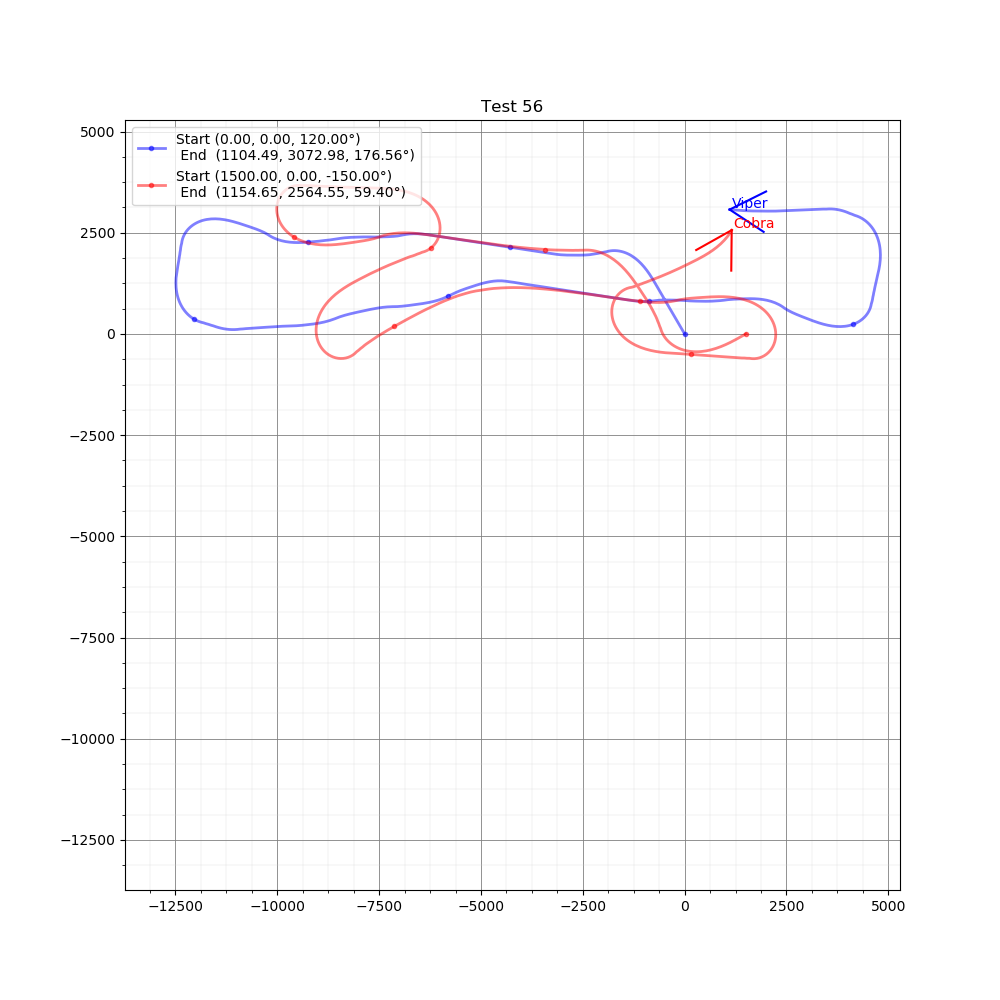 Test 56
Start (0.00, 0.00, 120.00°)
End (1104.49, 3072.98, 176.56°)
Start (1500.00, 0.00, -150.00°)
End (1154.65, 2564.55, 59.40°)
Viper
Cobra
5000
2500
0
−2500
−5000
−7500
−10000
−12500
−12500 −10000 −7500 −5000 −2500 0 2500 5000